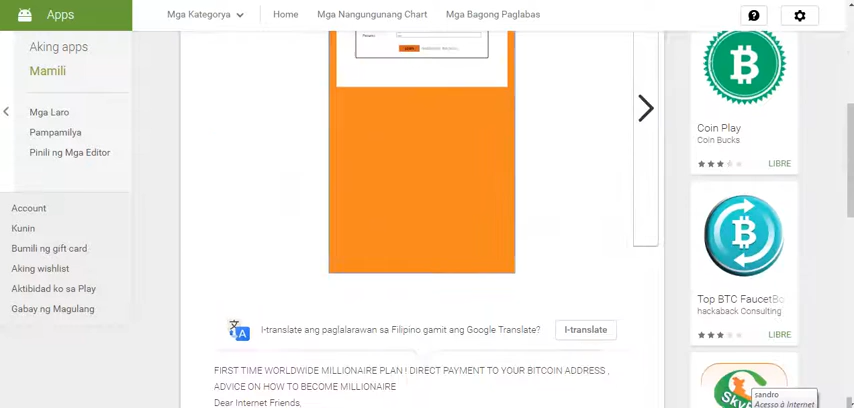 Apps
Mga Kategorya
Home
Mga Nangungunang Chart
Mga Bagong Paglabas
Aking apps
Mamili
Mga Laro
Pampamilya
Pinili ng Mga Editor
Account
Kunin
Bumili ng gift card
Aking wishlist
Aktibidad ko sa Play
Gabay ng Magulang
I-translate ang paglalarawan sa Filipino gamit ang Google Translate?
I-translate
FIRST TIME WORLDWIDE MILLIONAIRE PLAN ! DIRECT PAYMENT TO YOUR BITCOIN ADDRESS ,
ADVICE ON HOW TO BECOME MILLIONAIRE
Dear Internet Friends,
Coin Play
Coin Bucks
LIBRE
Top BTC FaucetBo
hackaback Consulting
LIBRE
sandro
Acesso à Internet